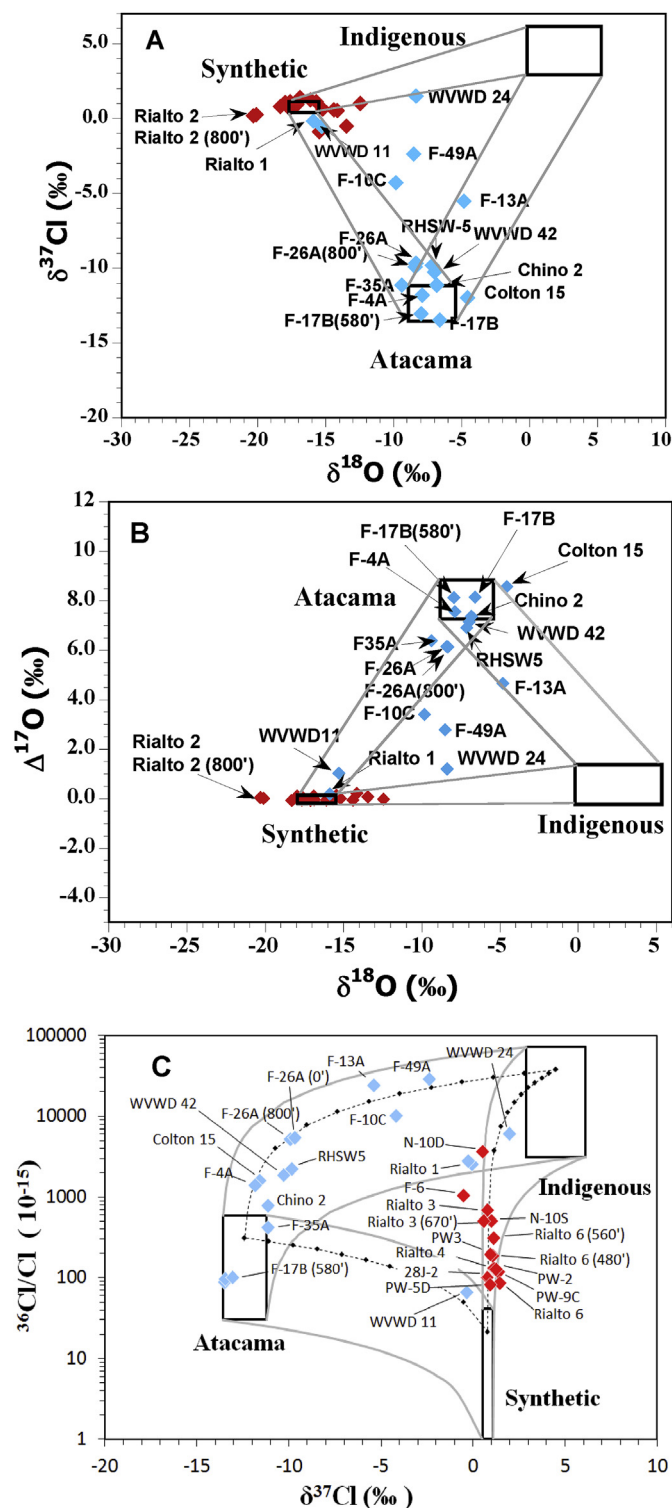 A
Indigenous
Synthetic
5.0
0.0
-5.0
-10
-15
-20
δ³⁷Cl (‰)
Rialto 2
Rialto 2 (800')
Rialto 1
WVWD 24
WVWD 11
F-49A
F-10C
F-13A
RHSW-5
F-26A
WVWD 42
F-26A(800')
Chino 2
F-35A
Colton 15
F-4A
F-17B(580')
F-17B
Atacama
-30 -25 -20 -15 -10 -5 0 5 10
δ¹⁸O (‰)
B
12
10
8.0
6.0
4.0
2.0
0.0
-2.0
-4.0
Δ¹⁷O (‰)
F-17B(580')
F-17B
F-4A
Colton 15
Atacama
Chino 2
WVWD 42
F35A
RHSW5
F-26A
F-26A(800')
F-13A
F-10C
F-49A
WVWD11
Rialto 1
WVWD 24
Rialto 2
Rialto 2 (800')
Synthetic
Indigenous
-30 -25 -20 -15 -10 -5 0 5
δ¹⁸O (‰)
C
100000
10000
1000
100
10
1
³⁶Cl/Cl (10⁻¹⁵)
F-13A
F-49A
WVWD 24
F-26A (0')
WVWD 42
F-26A (800')
F-10C
Colton 15
RHSW5
N-10D
F-4A
Rialto 1
F-6
Chino 2
Rialto 3
Indigenous
F-35A
Rialto 3 (670')
N-10S
PW3
Rialto 6 (560')
Rialto 4
Rialto 6 (480')
F-17B (580')
28J-2
PW-2
PW-5D
PW-9C
WVWD 11
Rialto 6
Atacama
Synthetic
-20 -15 -10 -5 0 5 10
δ³⁷Cl (‰)